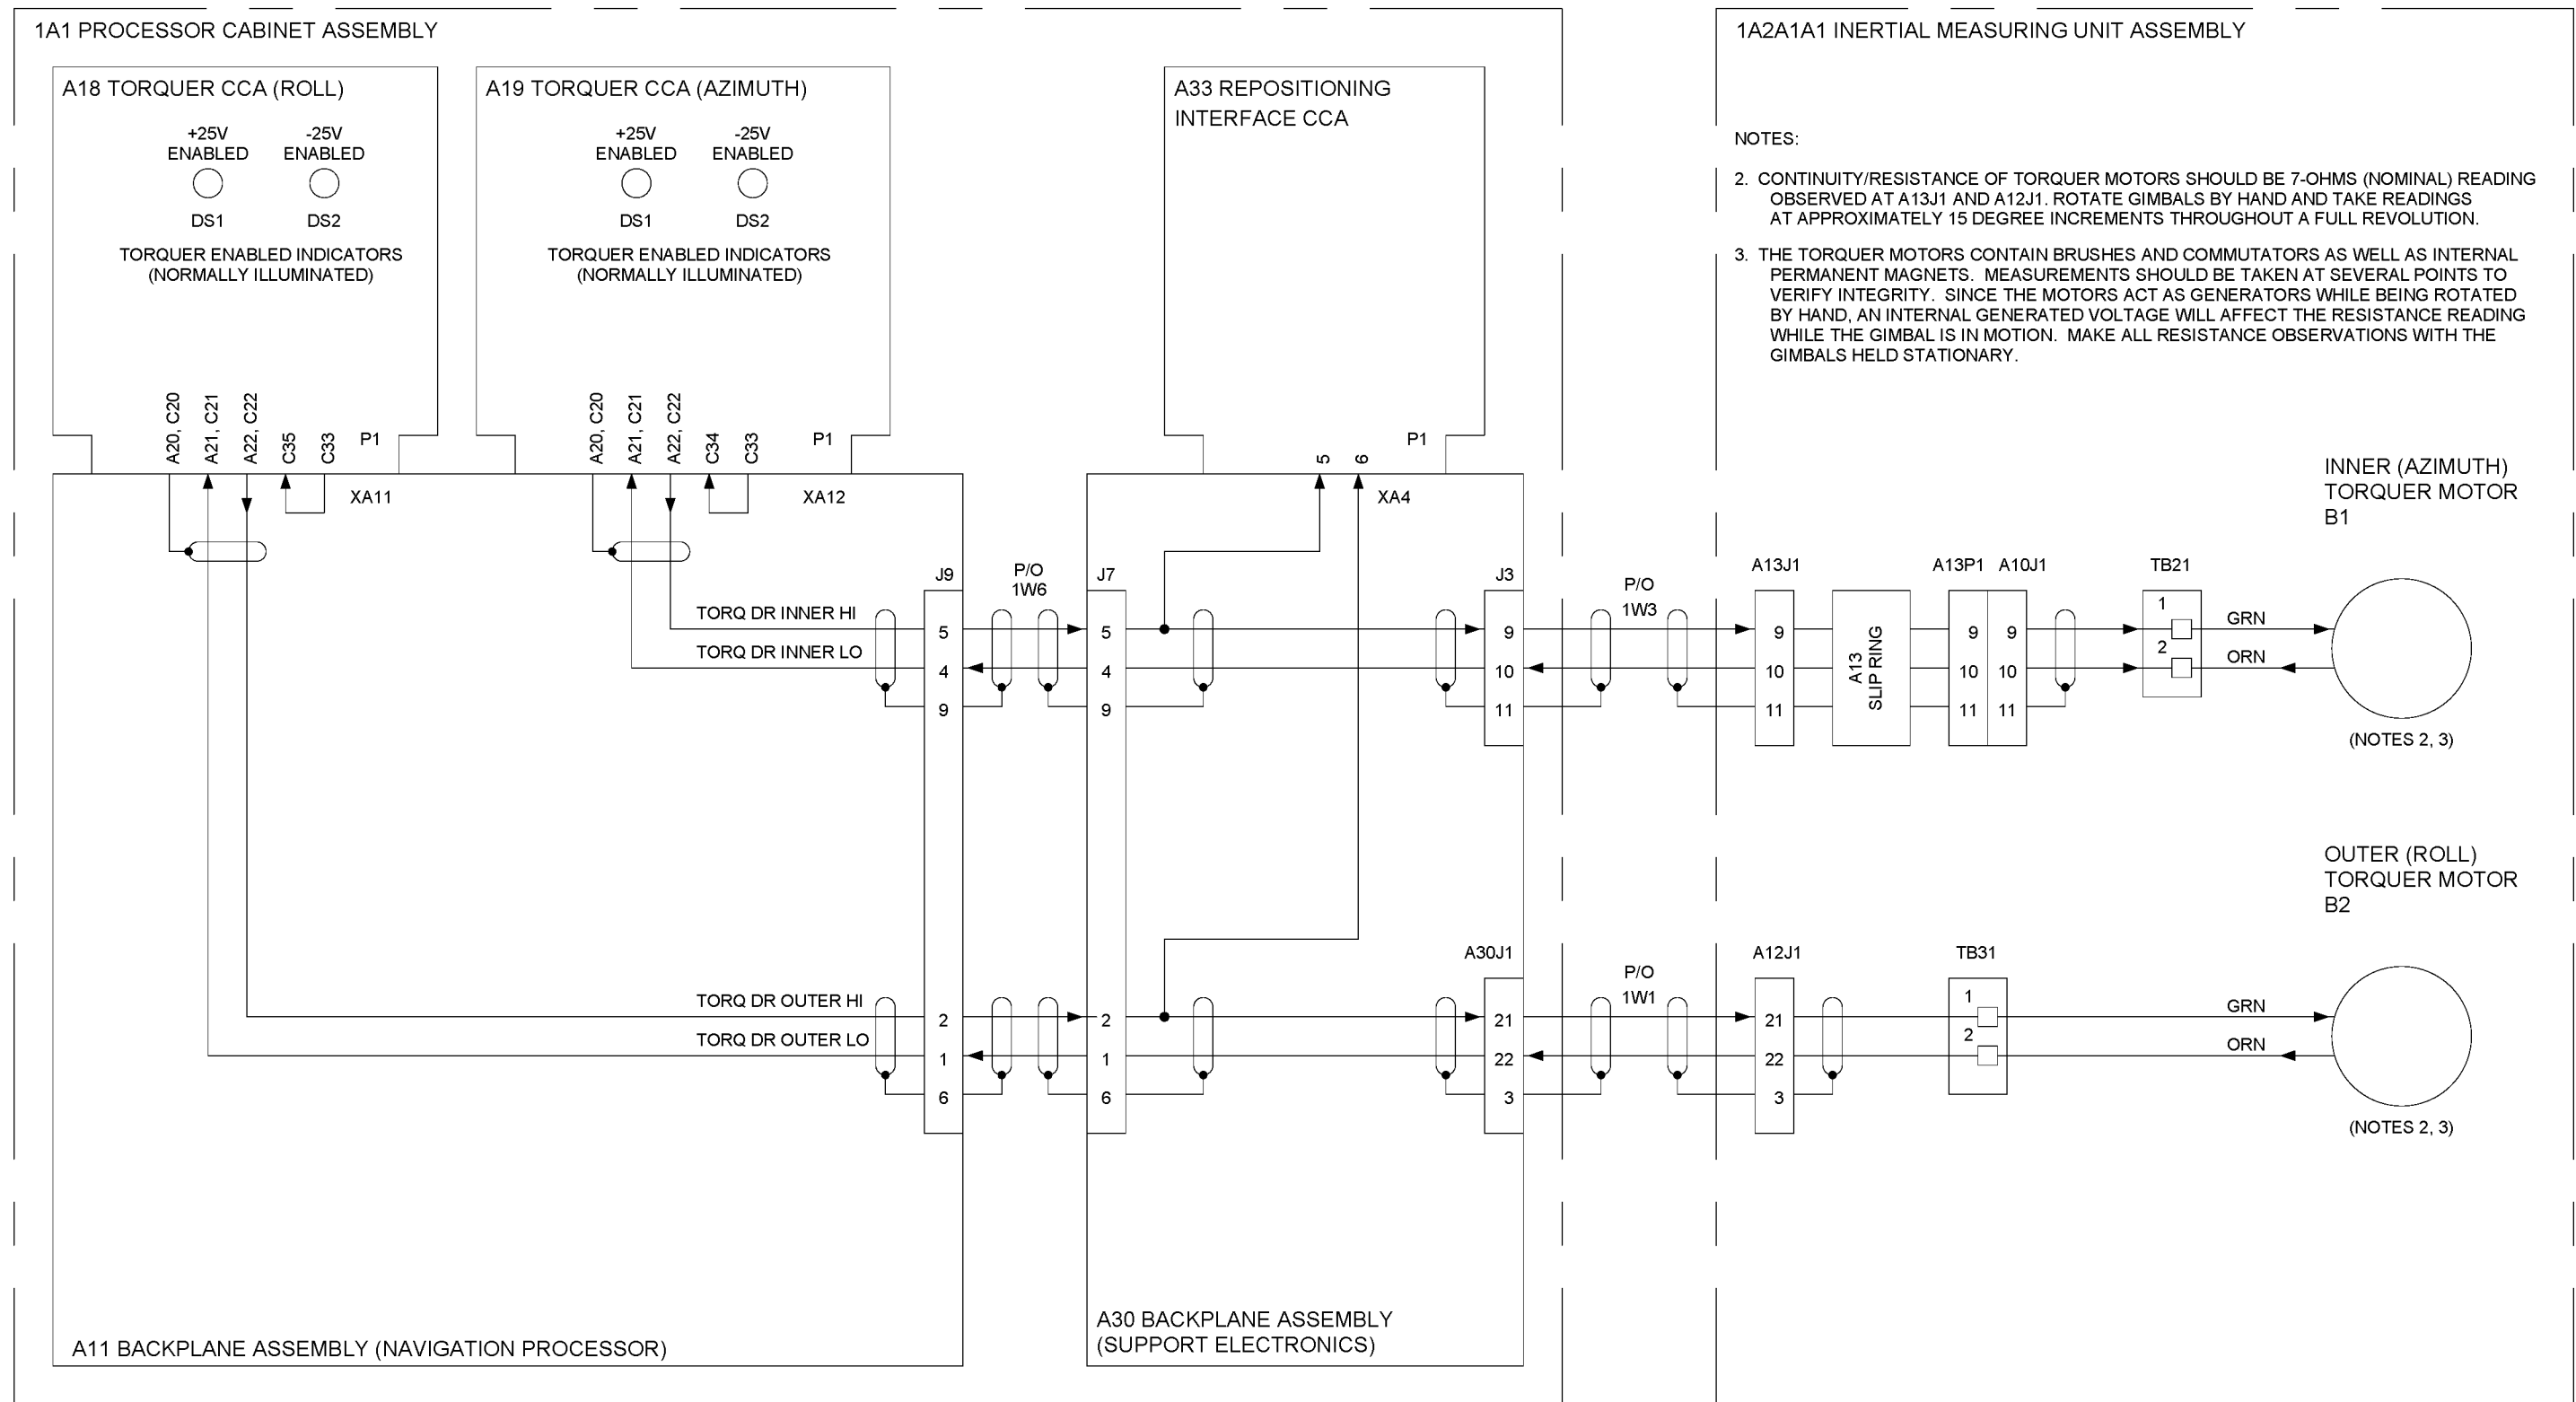 1A1 PROCESSOR CABINET ASSEMBLY
A18 TORQUER CCA (ROLL)
+25V
ENABLED
-25V
ENABLED
DS1
DS2
TORQUER ENABLED INDICATORS
(NORMALLY ILLUMINATED)
A20, C20
A21, C21
A22, C22
C35
C33
P1
XA11
A19 TORQUER CCA (AZIMUTH)
+25V
ENABLED
-25V
ENABLED
DS1
DS2
TORQUER ENABLED INDICATORS
(NORMALLY ILLUMINATED)
A20, C20
A21, C21
A22, C22
C34
C33
P1
XA12
A33 REPOSITIONING
INTERFACE CCA
5
6
P1
XA4
1A2A1A1 INERTIAL MEASURING UNIT ASSEMBLY
NOTES:
2. CONTINUITY/RESISTANCE OF TORQUER MOTORS SHOULD BE 7-OHMS (NOMINAL) READING
OBSERVED AT A13J1 AND A12J1. ROTATE GIMBALS BY HAND AND TAKE READINGS
AT APPROXIMATELY 15 DEGREE INCREMENTS THROUGHOUT A FULL REVOLUTION.
3. THE TORQUER MOTORS CONTAIN BRUSHES AND COMMUTATORS AS WELL AS INTERNAL
PERMANENT MAGNETS. MEASUREMENTS SHOULD BE TAKEN AT SEVERAL POINTS TO
VERIFY INTEGRITY. SINCE THE MOTORS ACT AS GENERATORS WHILE BEING ROTATED
BY HAND, AN INTERNAL GENERATED VOLTAGE WILL AFFECT THE RESISTANCE READING
WHILE THE GIMBAL IS IN MOTION. MAKE ALL RESISTANCE OBSERVATIONS WITH THE
GIMBALS HELD STATIONARY.
INNER (AZIMUTH)
TORQUER MOTOR
B1
J9
P/O
1W6
J7
J3
P/O
1W3
A13J1
A13P1
A10J1
TB21
TORQ DR INNER HI
5
5
9
9
9
9
1
GRN
TORQ DR INNER LO
4
4
10
10
10
10
2
ORN
9
9
11
11
11
11
A13
SLIP RING
(NOTES 2, 3)
OUTER (ROLL)
TORQUER MOTOR
B2
A30J1
P/O
1W1
A12J1
TB31
TORQ DR OUTER HI
2
2
21
21
1
GRN
TORQ DR OUTER LO
1
1
22
22
2
ORN
6
6
3
3
(NOTES 2, 3)
A11 BACKPLANE ASSEMBLY (NAVIGATION PROCESSOR)
A30 BACKPLANE ASSEMBLY
(SUPPORT ELECTRONICS)